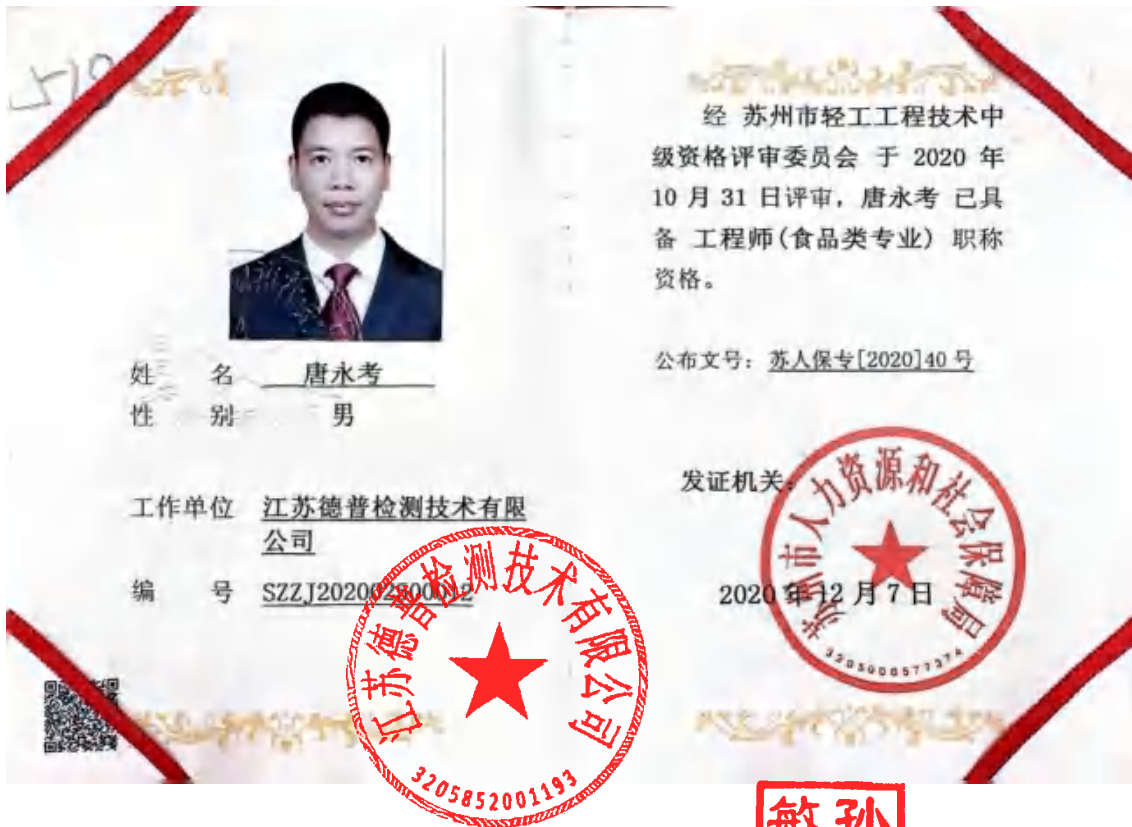 姓 名 唐永考
性 别 男
工作单位 江苏德普检测技术有限
公司
编 号
经 苏州市轻工工程技术中
级资格评审委员会 于 2020 年
10 月 31 日评审，唐永考 已具
备 工程师(食品类专业) 职称
资格。
公布文号：苏人保专[2020]40 号
发证机关:
2020 年 12 月 7 日
苏州市人力资源和社会保障局
3205000577374
江苏德普检测技术有限公司
3205852001193
敏孙